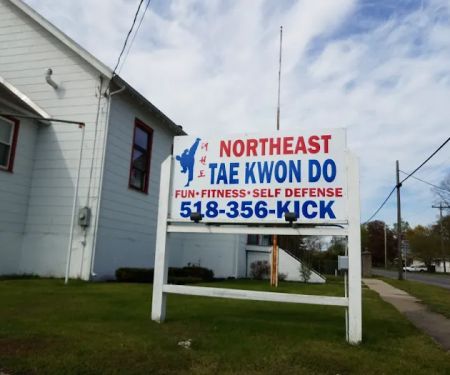 NORTHEAST
TAE KWON DO
FUN • FITNESS • SELF DEFENSE
518-356-KICK